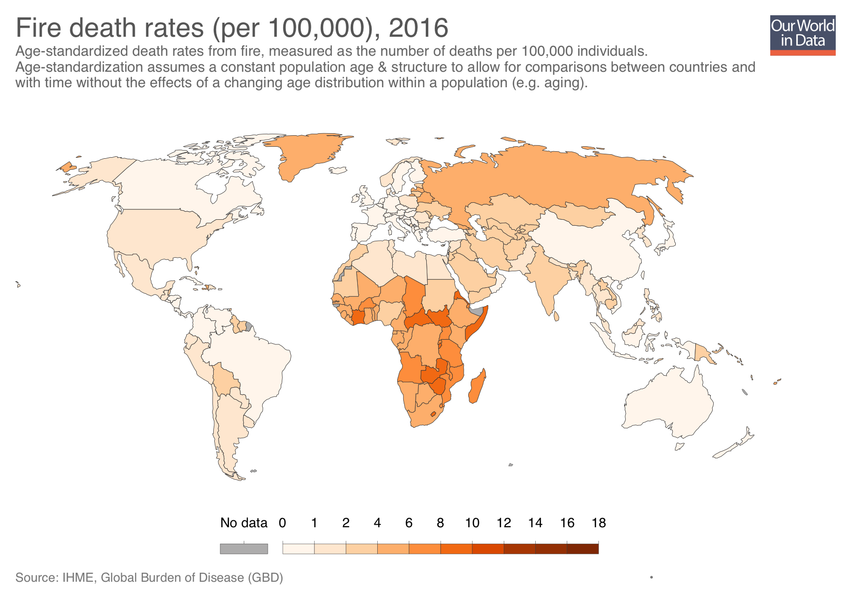 Fire death rates (per 100,000), 2016
Our World
in Data
Age-standardized death rates from fire, measured as the number of deaths per 100,000 individuals.
Age-standardization assumes a constant population age & structure to allow for comparisons between countries and
with time without the effects of a changing age distribution within a population (e.g. aging).
No data 0 1 2 4 6 8 10 12 14 16 18
Source: IHME, Global Burden of Disease (GBD)